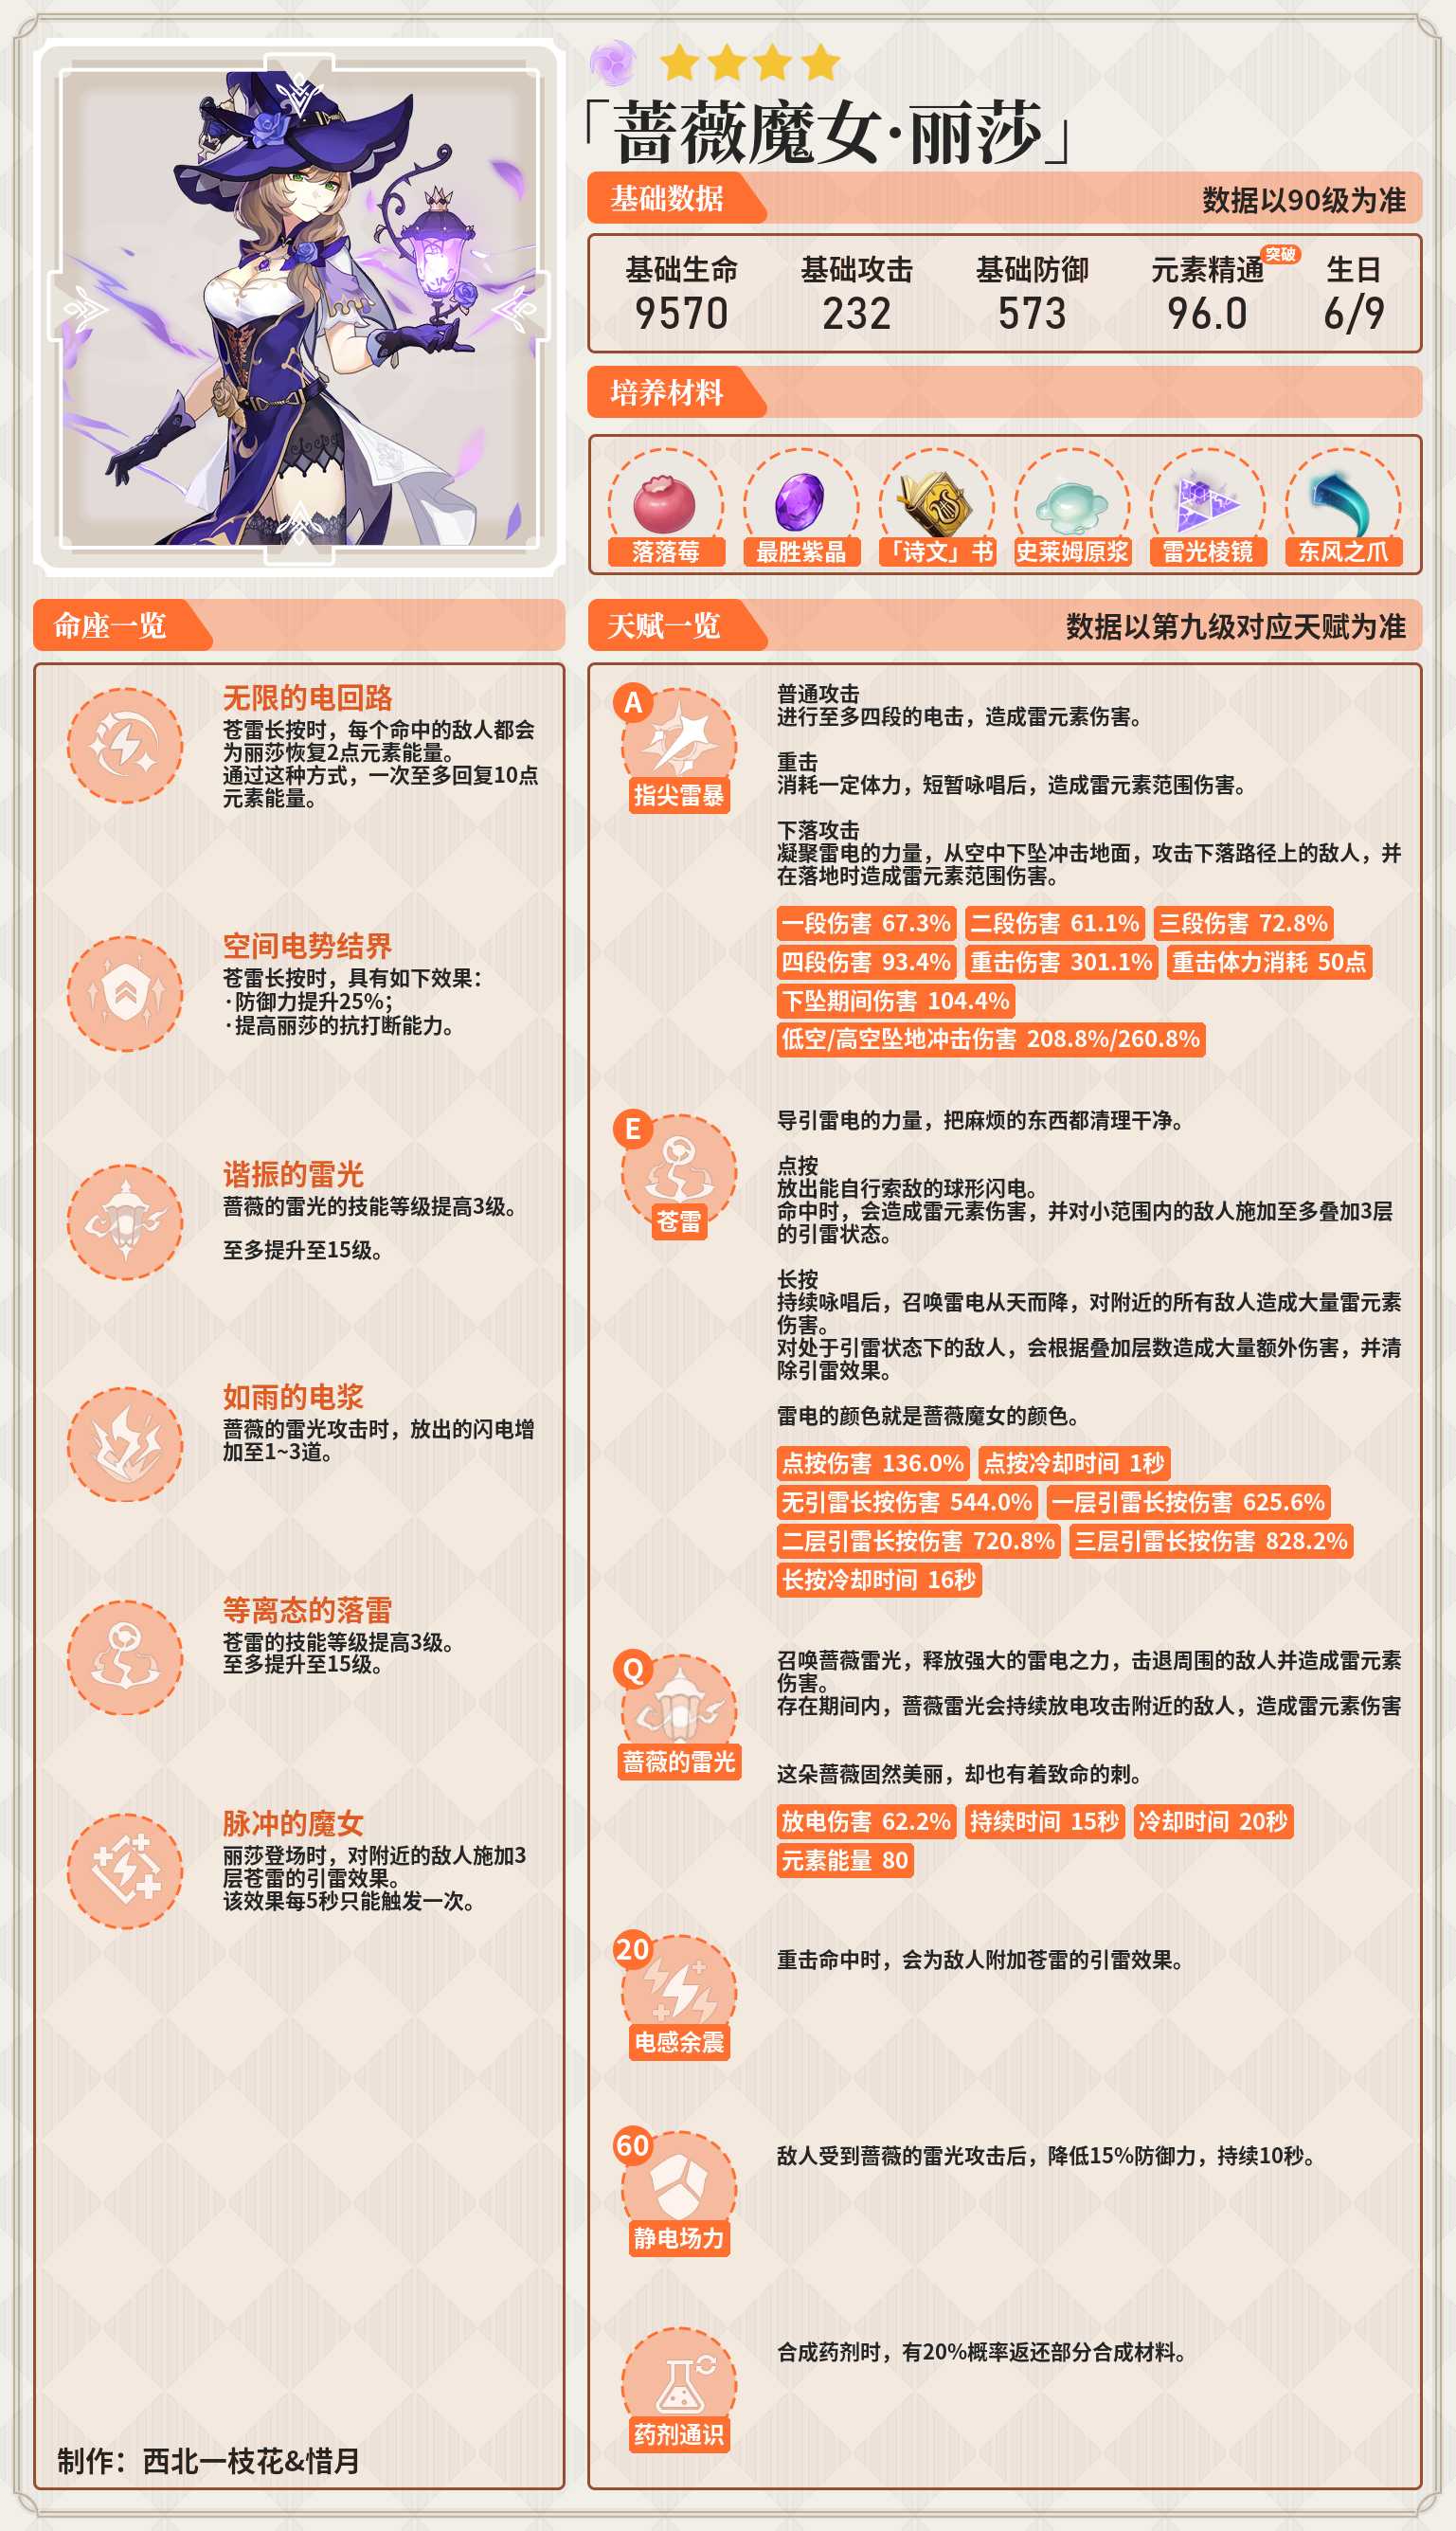 「蔷薇魔女·丽莎」
基础数据
数据以90级为准
基础生命
基础攻击
基础防御
元素精通
突破
生日
9570
232
573
96.0
6/9
培养材料
落落莓
最胜紫晶
「诗文」书
史莱姆原浆
雷光棱镜
东风之爪
命座一览
无限的电回路
苍雷长按时，每个命中的敌人都会
为丽莎恢复2点元素能量。
通过这种方式，一次至多回复10点
元素能量。
空间电势结界
苍雷长按时，具有如下效果：
·防御力提升25%；
·提高丽莎的抗打断能力。
谐振的雷光
蔷薇的雷光的技能等级提高3级。
至多提升至15级。
如雨的电浆
蔷薇的雷光攻击时，放出的闪电增
加至1~3道。
等离态的落雷
苍雷的技能等级提高3级。
至多提升至15级。
脉冲的魔女
丽莎登场时，对附近的敌人施加3
层苍雷的引雷效果。
该效果每5秒只能触发一次。
制作：西北一枝花&惜月
天赋一览
数据以第九级对应天赋为准
A
指尖雷暴
普通攻击
进行至多四段的电击，造成雷元素伤害。
重击
消耗一定体力，短暂咏唱后，造成雷元素范围伤害。
下落攻击
凝聚雷电的力量，从空中下坠冲击地面，攻击下落路径上的敌人，并
在落地时造成雷元素范围伤害。
一段伤害 67.3% 二段伤害 61.1% 三段伤害 72.8%
四段伤害 93.4% 重击伤害 301.1% 重击体力消耗 50点
下坠期间伤害 104.4%
低空/高空坠地冲击伤害 208.8%/260.8%
E
苍雷
导引雷电的力量，把麻烦的东西都清理干净。
点按
放出能自行索敌的球形闪电。
命中时，会造成雷元素伤害，并对小范围内的敌人施加至多叠加3层
的引雷状态。
长按
持续咏唱后，召唤雷电从天而降，对附近的所有敌人造成大量雷元素
伤害。
对处于引雷状态下的敌人，会根据叠加层数造成大量额外伤害，并清
除引雷效果。
雷电的颜色就是蔷薇魔女的颜色。
点按伤害 136.0% 点按冷却时间 1秒
无引雷长按伤害 544.0% 一层引雷长按伤害 625.6%
二层引雷长按伤害 720.8% 三层引雷长按伤害 828.2%
长按冷却时间 16秒
Q
蔷薇的雷光
召唤蔷薇雷光，释放强大的雷电之力，击退周围的敌人并造成雷元素
伤害。
存在期间内，蔷薇雷光会持续放电攻击附近的敌人，造成雷元素伤害
这朵蔷薇固然美丽，却也有着致命的刺。
放电伤害 62.2% 持续时间 15秒 冷却时间 20秒
元素能量 80
20
电感余震
重击命中时，会为敌人附加苍雷的引雷效果。
60
静电场力
敌人受到蔷薇的雷光攻击后，降低15%防御力，持续10秒。
药剂通识
合成药剂时，有20%概率返还部分合成材料。